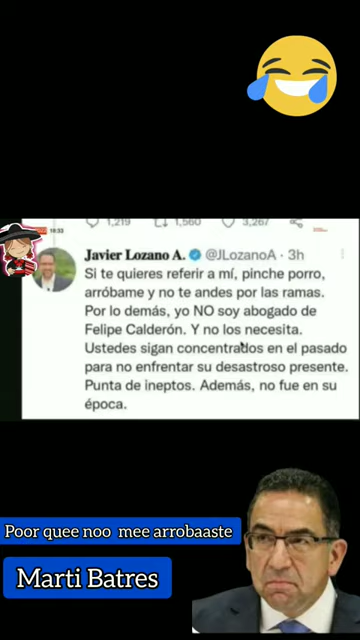 19:33
1,219 1,560 3,267
Javier Lozano A. @JLozanoA · 3h
Si te quieres referir a mí, pinche porro,
arróbame y no te andes por las ramas.
Por lo demás, yo NO soy abogado de
Felipe Calderón. Y no los necesita.
Ustedes sigan concentrados en el pasado
para no enfrentar su desastroso presente.
Punta de ineptos. Además, no fue en su
época.
Poor quee noo mee arrobaaste
Marti Batres